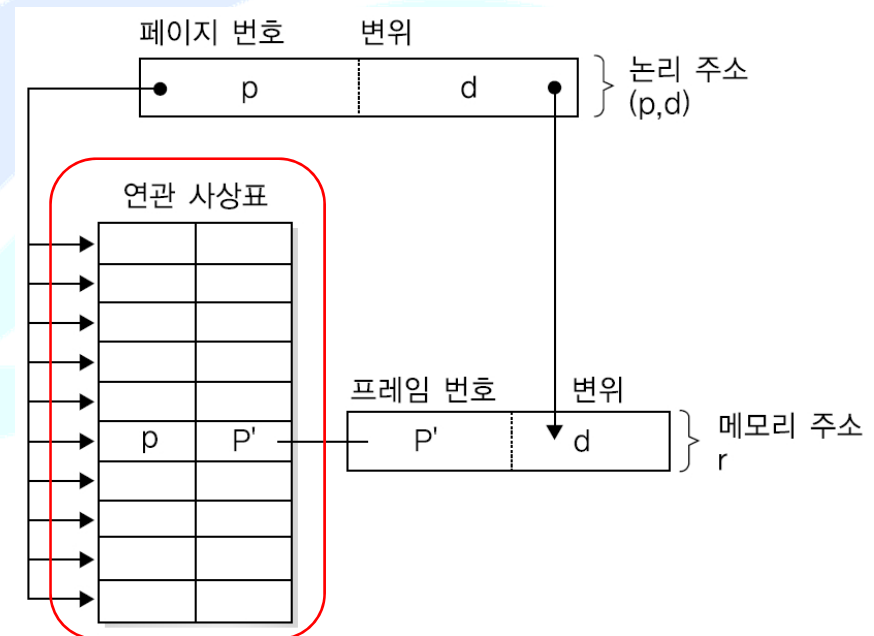 페이지 번호 변위
p d
논리 주소
(p,d)
연관 사상표
프레임 번호 변위
p P' P' d
메모리 주소
r